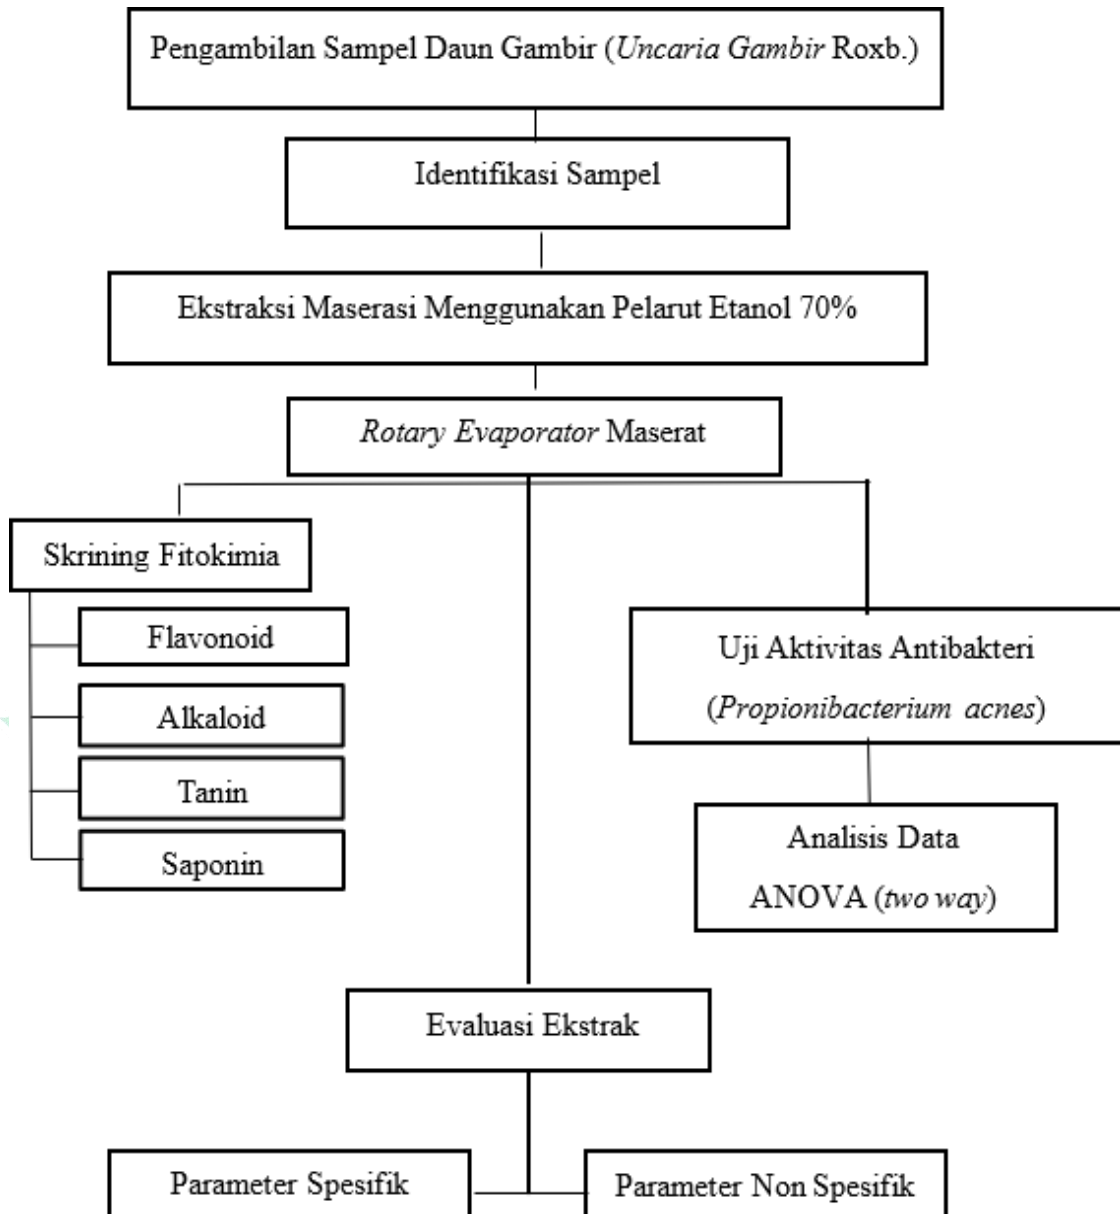 Pengambilan Sampel Daun Gambir (Uncaria Gambir Roxb.)
Identifikasi Sampel
Ekstraksi Maserasi Menggunakan Pelarut Etanol 70%
Rotary Evaporator Maserat
Skrining Fitokimia
Flavonoid
Alkaloid
Tanin
Saponin
Uji Aktivitas Antibakteri
(Propionibacterium acnes)
Analisis Data
ANOVA (two way)
Evaluasi Ekstrak
Parameter Spesifik
Parameter Non Spesifik